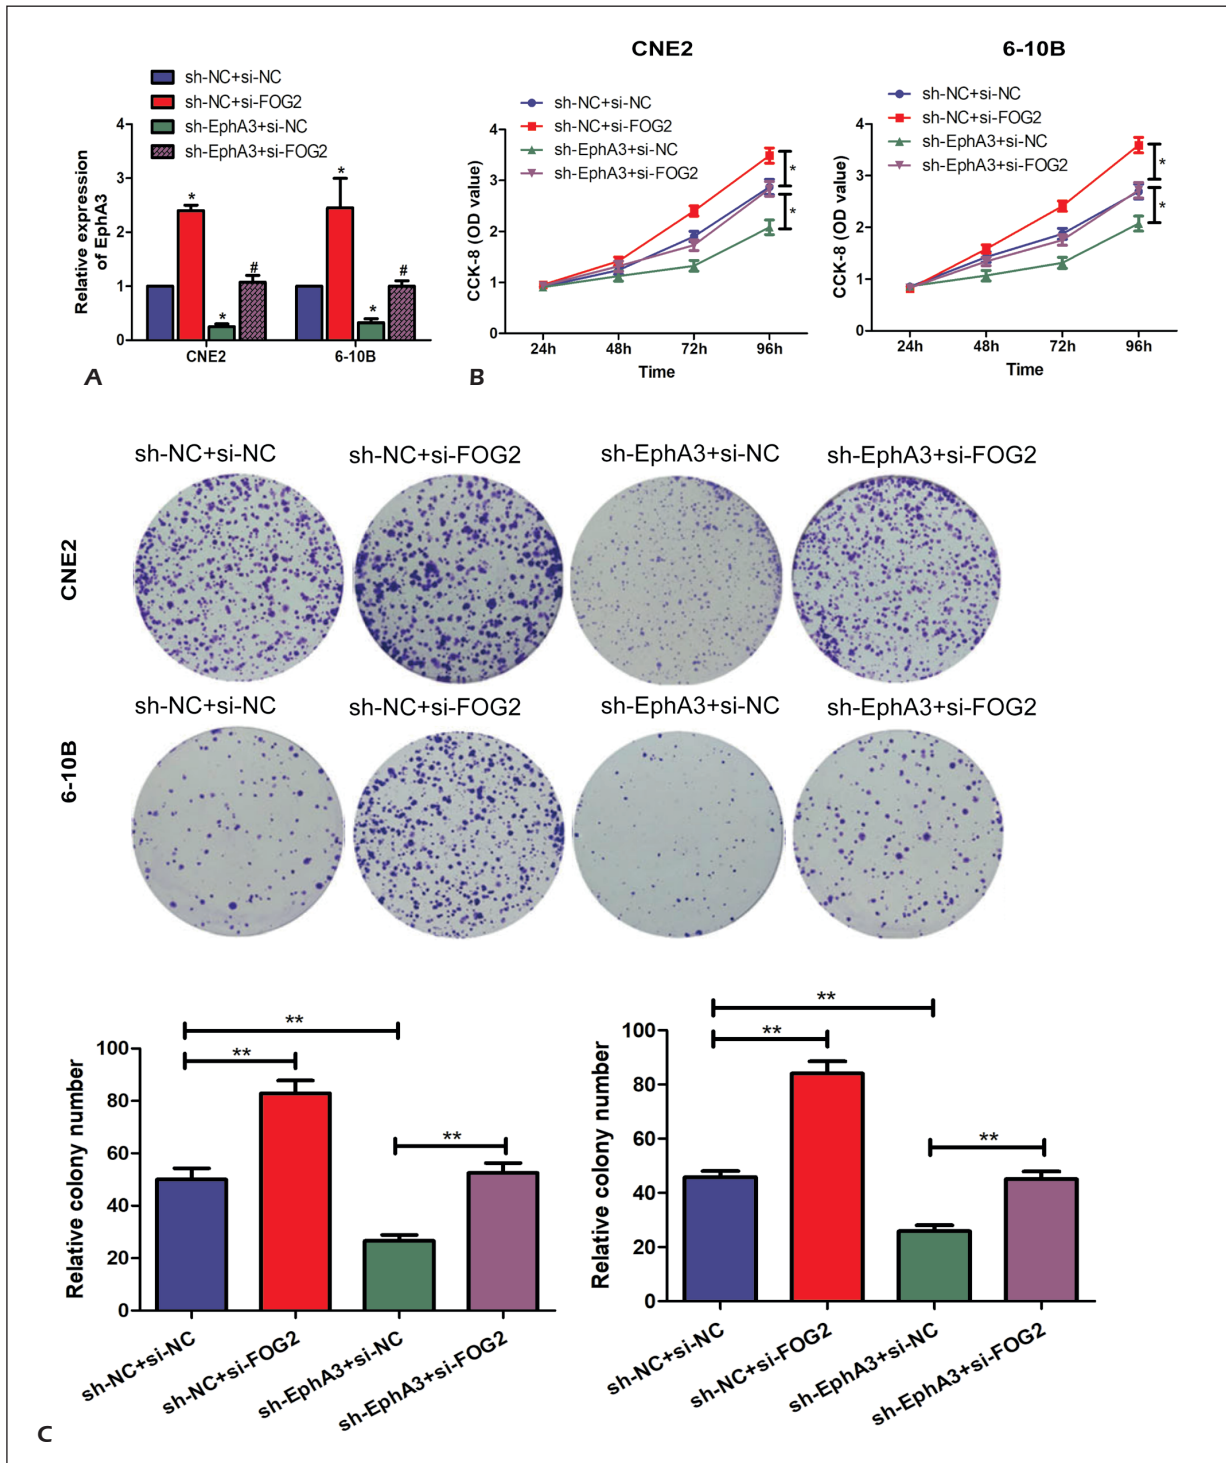 sh-NC+si-NC
sh-NC+si-FOG2
sh-EphA3+si-NC
sh-EphA3+si-FOG2
Relative expression
of EphA3
4
3
2
1
0
*
*
#
*
*
#
CNE2
6-10B
A
CNE2
sh-NC+si-NC
sh-NC+si-FOG2
sh-EphA3+si-NC
sh-EphA3+si-FOG2
CCK-8 (OD value)
4
3
2
1
0
*
*
24h
48h
72h
96h
Time
B
6-10B
sh-NC+si-NC
sh-NC+si-FOG2
sh-EphA3+si-NC
sh-EphA3+si-FOG2
CCK-8 (OD value)
4
3
2
1
0
*
*
24h
48h
72h
96h
Time
sh-NC+si-NC
sh-NC+si-FOG2
sh-EphA3+si-NC
sh-EphA3+si-FOG2
CNE2
sh-NC+si-NC
sh-NC+si-FOG2
sh-EphA3+si-NC
sh-EphA3+si-FOG2
6-10B
Relative colony number
100
80
60
40
20
0
**
**
**
sh-NC+si-NC
sh-NC+si-FOG2
sh-EphA3+si-NC
sh-EphA3+si-FOG2
Relative colony number
100
80
60
40
20
0
**
**
**
sh-NC+si-NC
sh-NC+si-FOG2
sh-EphA3+si-NC
sh-EphA3+si-FOG2
C